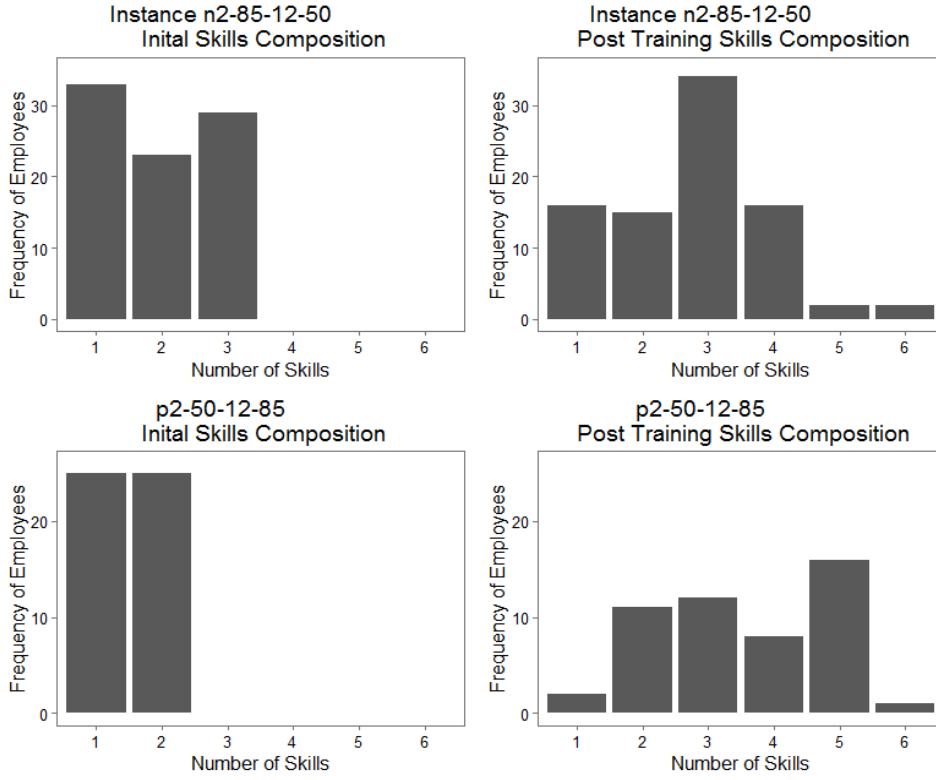 Instance n2-85-12-50
Inital Skills Composition
Frequency of Employees
30
20
10
0
1 2 3 4 5 6
Number of Skills
Instance n2-85-12-50
Post Training Skills Composition
Frequency of Employees
30
20
10
0
1 2 3 4 5 6
Number of Skills
p2-50-12-85
Inital Skills Composition
Frequency of Employees
20
10
0
1 2 3 4 5 6
Number of Skills
p2-50-12-85
Post Training Skills Composition
Frequency of Employees
20
10
0
1 2 3 4 5 6
Number of Skills